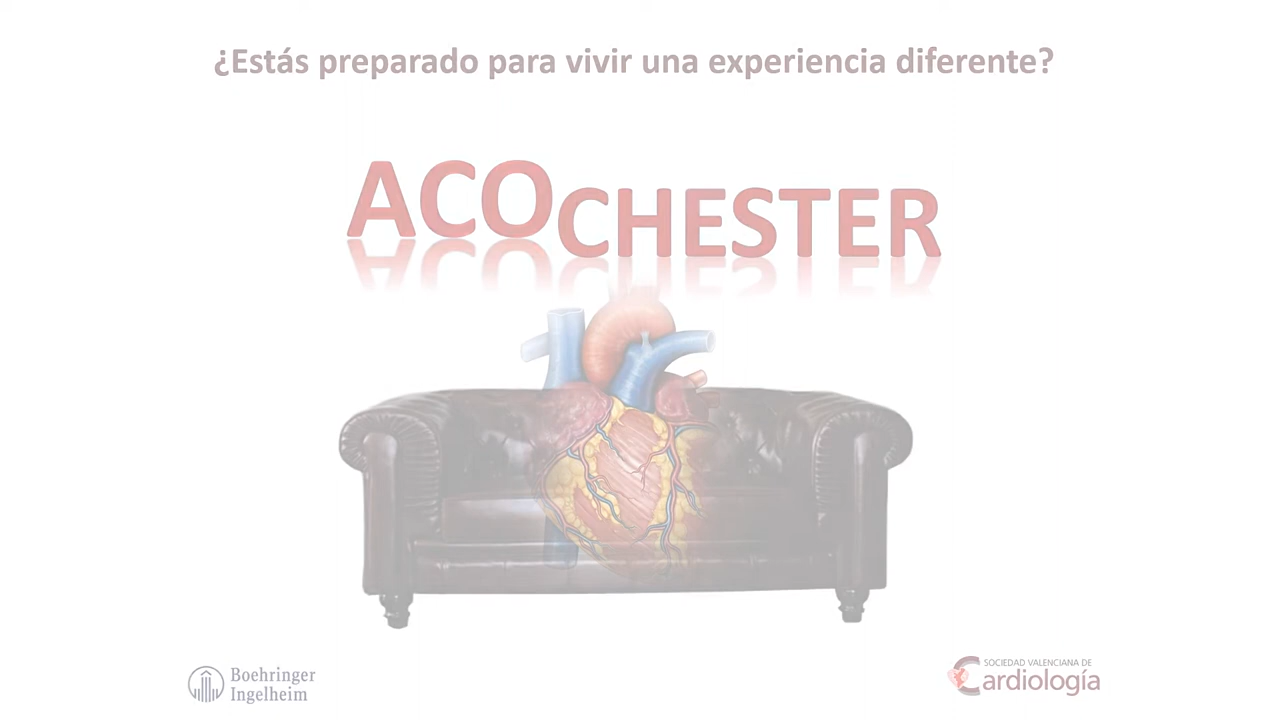 ¿Estás preparado para vivir una experiencia diferente?
ACOCHESTER
Boehringer
Ingelheim
SOCIEDAD VALENCIANA DE
Cardiología